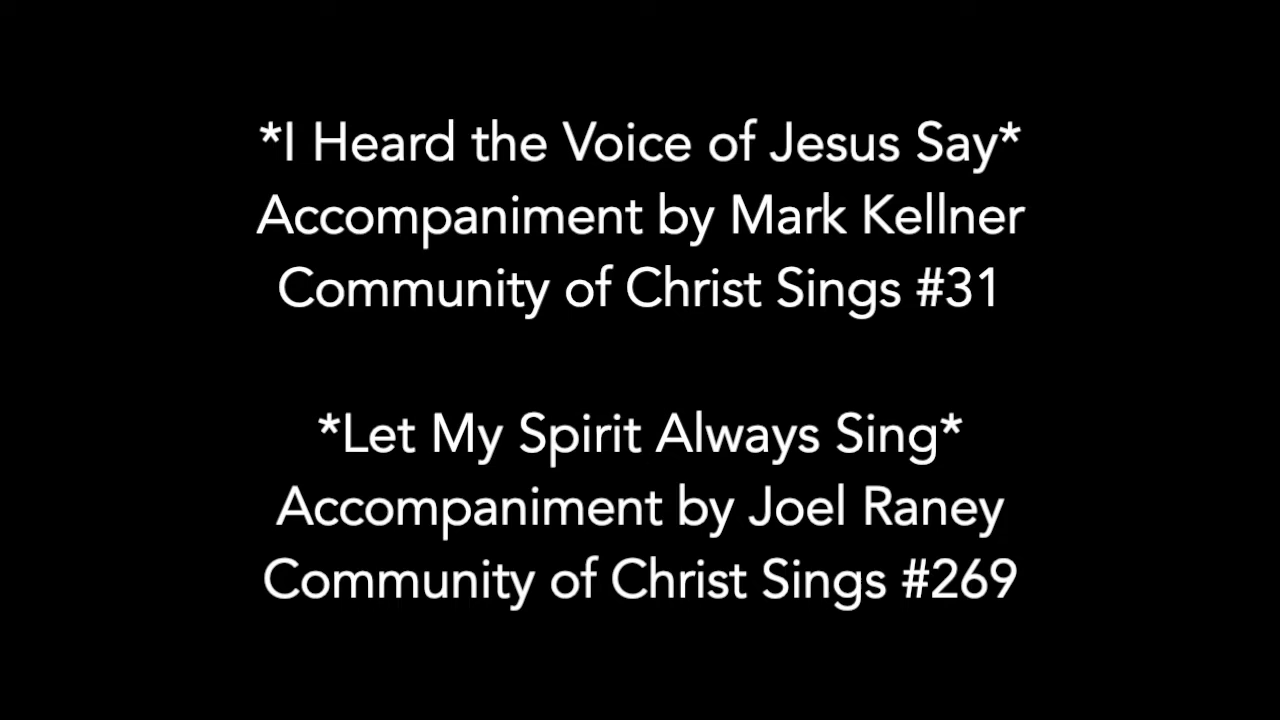 *I Heard the Voice of Jesus Say*
Accompaniment by Mark Kellner
Community of Christ Sings #31
*Let My Spirit Always Sing*
Accompaniment by Joel Raney
Community of Christ Sings #269